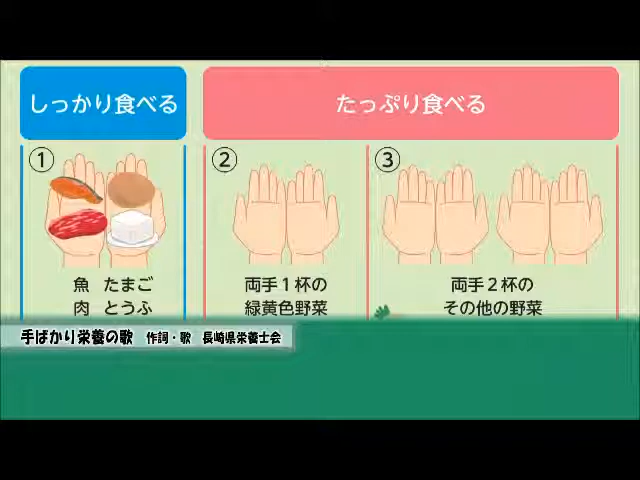 しっかり食べる
たっぷり食べる
①
②
③
魚 たまご
肉 とうふ
両手1杯の
緑黄色野菜
両手2杯の
その他の野菜
手ばかり栄養の歌 作詞・歌 長崎県栄養士会